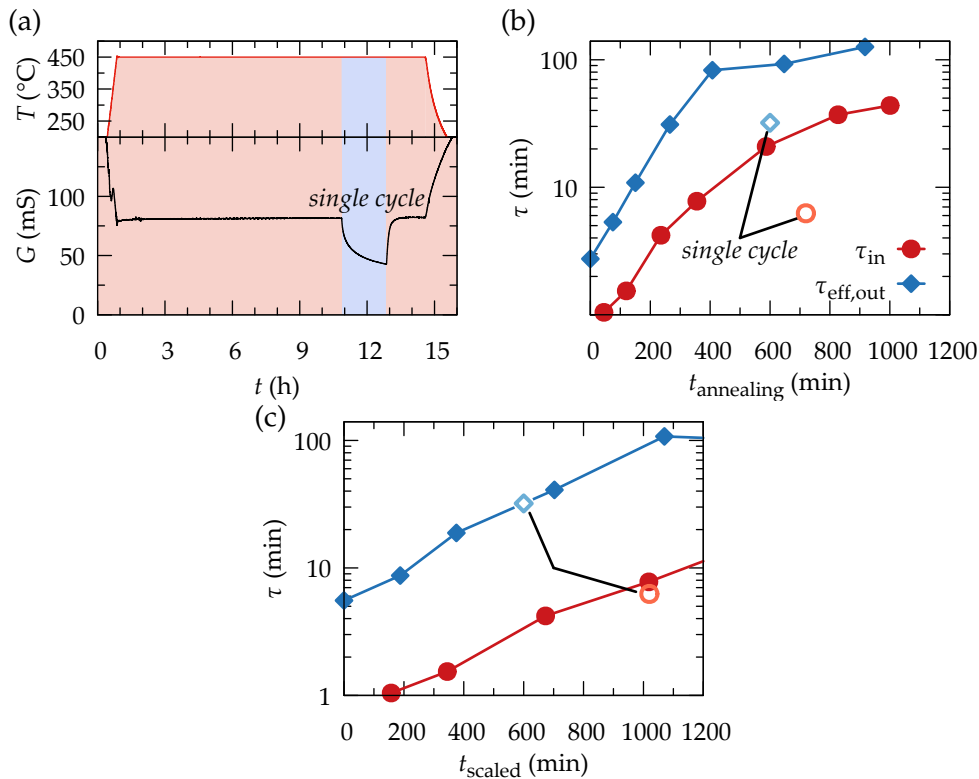 (a)
450
350
250
T (°C)
100
50
0
G (mS)
single cycle
0 3 6 9 12 15
t (h)
(b)
100
10
τ (min)
single cycle
τin
τeff,out
0 200 400 600 800 1000 1200
tannealing (min)
(c)
100
10
1
τ (min)
0 200 400 600 800 1000 1200
tscaled (min)